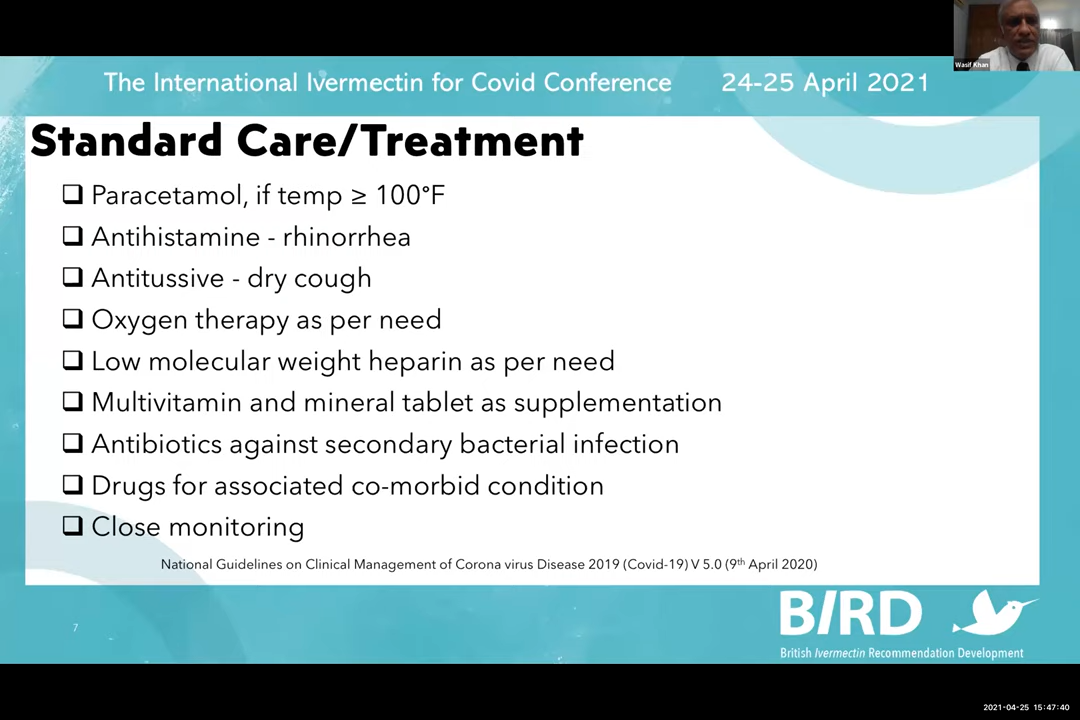 Wasif Khan
The International Ivermectin for Covid Conference 24-25 April 2021
Standard Care/Treatment
❑ Paracetamol, if temp ≥ 100°F
❑ Antihistamine - rhinorrhea
❑ Antitussive - dry cough
❑ Oxygen therapy as per need
❑ Low molecular weight heparin as per need
❑ Multivitamin and mineral tablet as supplementation
❑ Antibiotics against secondary bacterial infection
❑ Drugs for associated co-morbid condition
❑ Close monitoring
National Guidelines on Clinical Management of Corona virus Disease 2019 (Covid-19) V 5.0 (9th April 2020)
7
BIRD
British Ivermectin Recommendation Development
2021-04-25 15:47:40